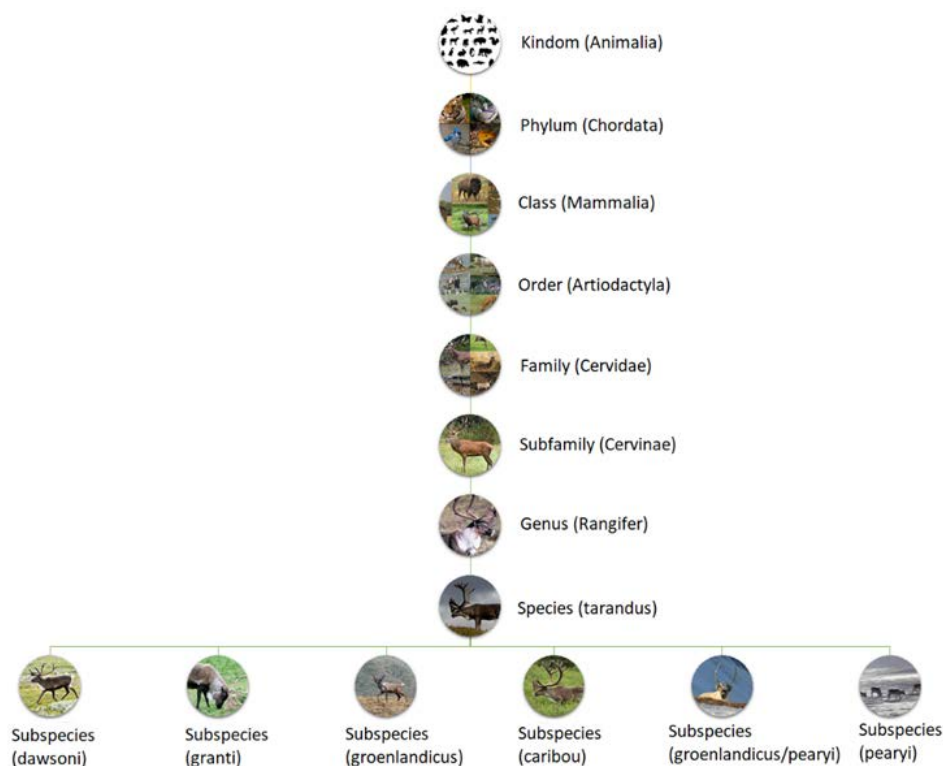 Kindom (Animalia)
Phylum (Chordata)
Class (Mammalia)
Order (Artiodactyla)
Family (Cervidae)
Subfamily (Cervinae)
Genus (Rangifer)
Species (tarandus)
Subspecies
(dawsoni)
Subspecies
(granti)
Subspecies
(groenlandicus)
Subspecies
(caribou)
Subspecies
(groenlandicus/pearyi)
Subspecies
(pearyi)